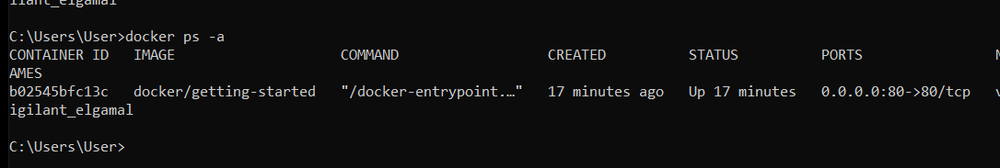 ilant_elgamal
C:\Users\User>docker ps -a
CONTAINER ID   IMAGE                    COMMAND                  CREATED          STATUS          PORTS                N
AMES
b02545bfc13c   docker/getting-started   "/docker-entrypoint.…"   17 minutes ago   Up 17 minutes   0.0.0.0:80->80/tcp   v
igilant_elgamal
C:\Users\User>